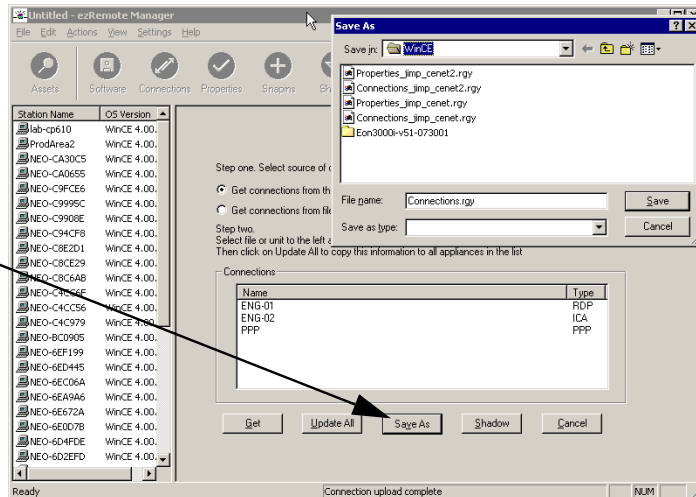 Untitled - ezRemote Manager
File Edit Actions View Settings Help
Assets
Software
Connections
Properties
Snapins
Station Name
OS Version
lab-cp610 WinCE 4.00.
ProdArea2 WinCE 4.00.
NEO-CA30C5 WinCE 4.00.
NEO-CA0655 WinCE 4.00.
NEO-C9FCE6 WinCE 4.00.
NEO-C9995C WinCE 4.00.
NEO-C9908E WinCE 4.00.
NEO-C94CF8 WinCE 4.00.
NEO-C8E2D1 WinCE 4.00.
NEO-C8CE29 WinCE 4.00.
NEO-C8C6AB WinCE 4.00.
NEO-C4CC6F WinCE 4.00.
NEO-C4CC56 WinCE 4.00.
NEO-C4C979 WinCE 4.00.
NEO-BC0905 WinCE 4.00.
NEO-6EF199 WinCE 4.00.
NEO-6ED445 WinCE 4.00.
NEO-6EC06A WinCE 4.00.
NEO-6EA9A6 WinCE 4.00.
NEO-6E672A WinCE 4.00.
NEO-6E0D7B WinCE 4.00.
NEO-6D4FDE WinCE 4.00.
NEO-6D2EFD WinCE 4.00.
Step one. Select source of
Get connections from
Get connections from file
Step two.
Select file or unit to the left
Then click on Update All to copy this information to all appliances in the list
Connections
Name Type
ENG-01 RDP
ENG-02 ICA
PPP PPP
Get
Update All
Save As
Shadow
Cancel
Ready
Connection upload complete
NUM
Save As
Save in: WinCE
Properties_jimp_cenet2.rgy
Connections_jimp_cenet2.rgy
Properties_jimp_cenet.rgy
Connections_jimp_cenet.rgy
Eon3000i-v51-073001
File name: Connections.rgy
Save
Save as type:
Cancel